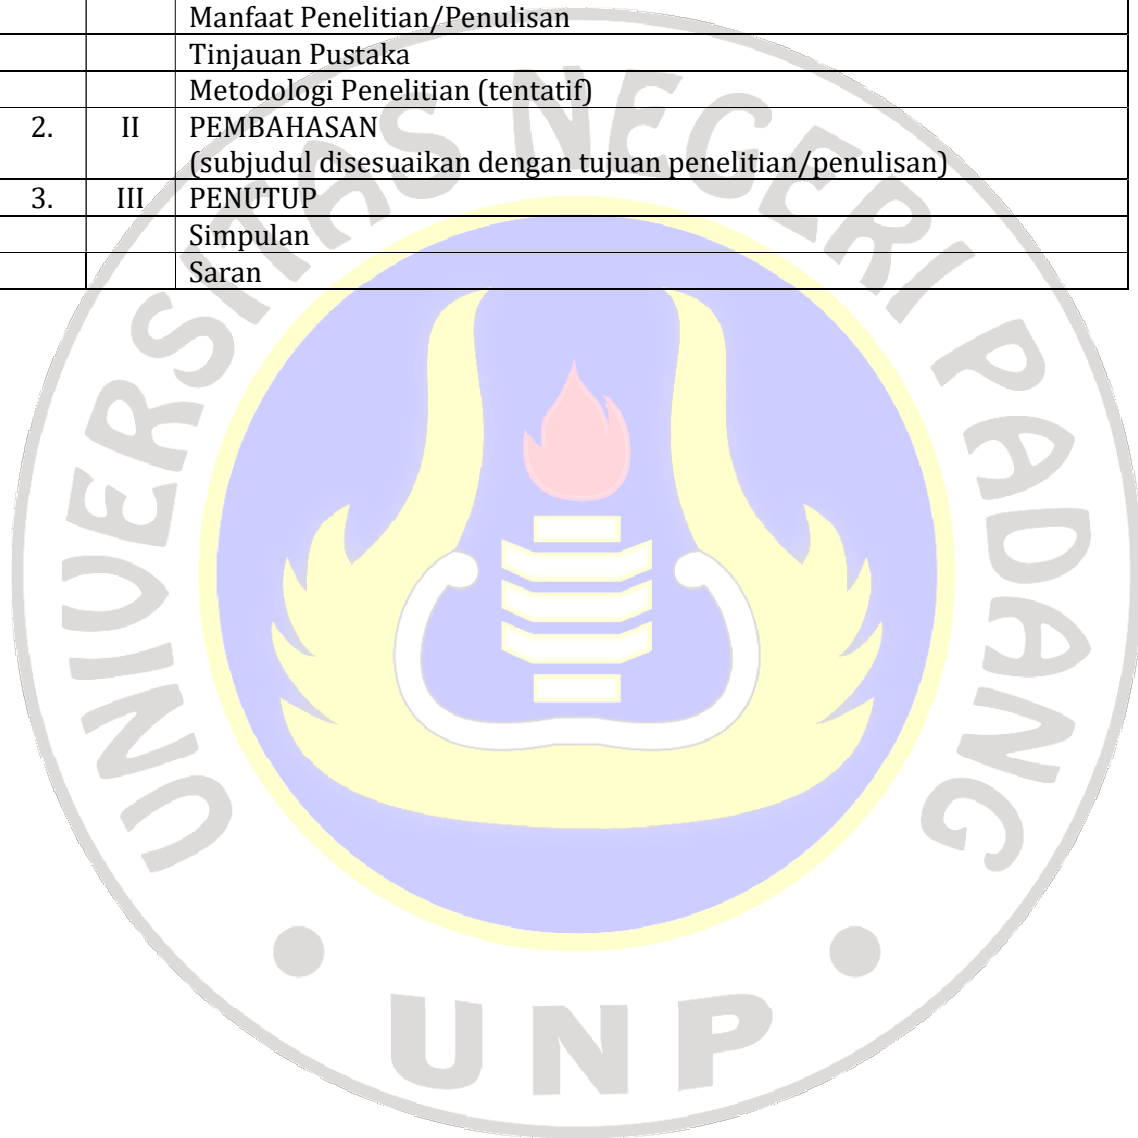 Manfaat Penelitian/Penulisan
Tinjauan Pustaka
Metodologi Penelitian (tentatif)
2. II PEMBAHASAN
(subjudul disesuaikan dengan tujuan penelitian/penulisan)
3. III PENUTUP
Simpulan
Saran
UNIVERSITAS NEGERI PADANG
UNP